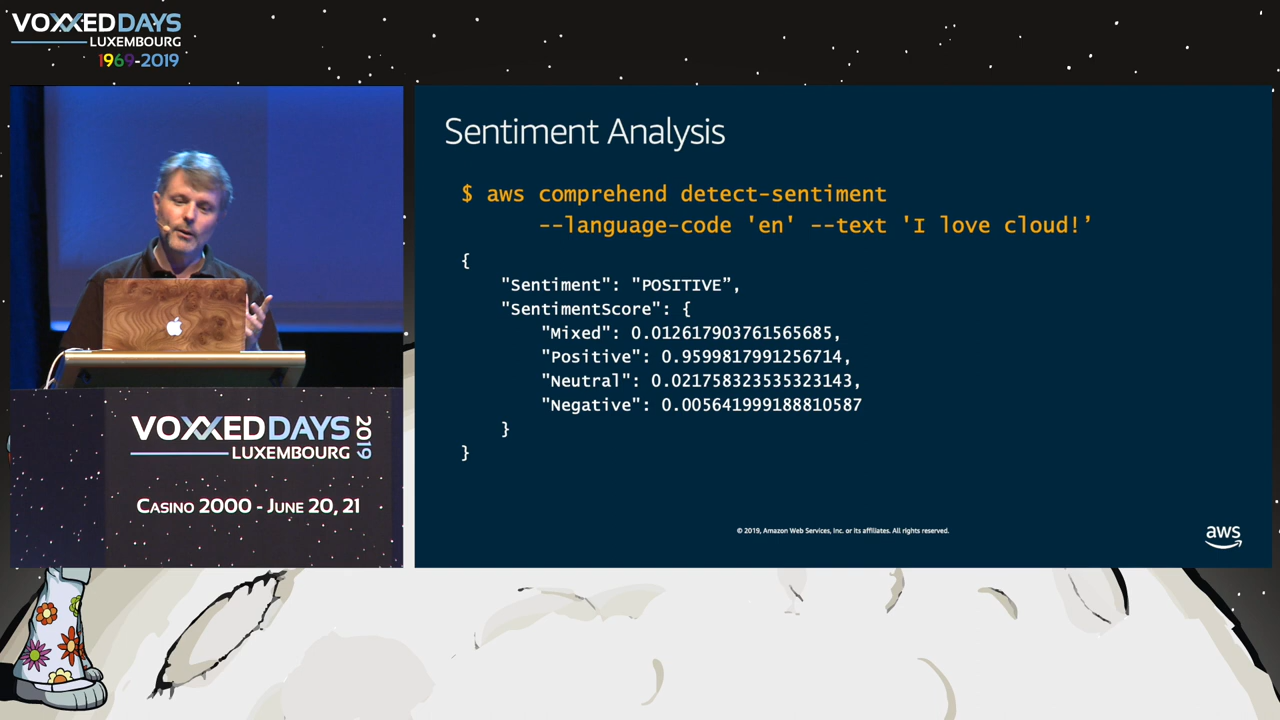 VOXXEDDAYS
LUXEMBOURG
1969-2019
VOXXEDDAYS 2019
LUXEMBOURG
CASINO 2000 - JUNE 20, 21
Sentiment Analysis
$ aws comprehend detect-sentiment
--language-code 'en' --text 'I love cloud!’
{
"Sentiment": "POSITIVE”,
"SentimentScore": {
"Mixed": 0.012617903761565685,
"Positive": 0.9599817991256714,
"Neutral": 0.021758323535323143,
"Negative": 0.005641999188810587
}
}
© 2019, Amazon Web Services, Inc. or its affiliates. All rights reserved.
aws